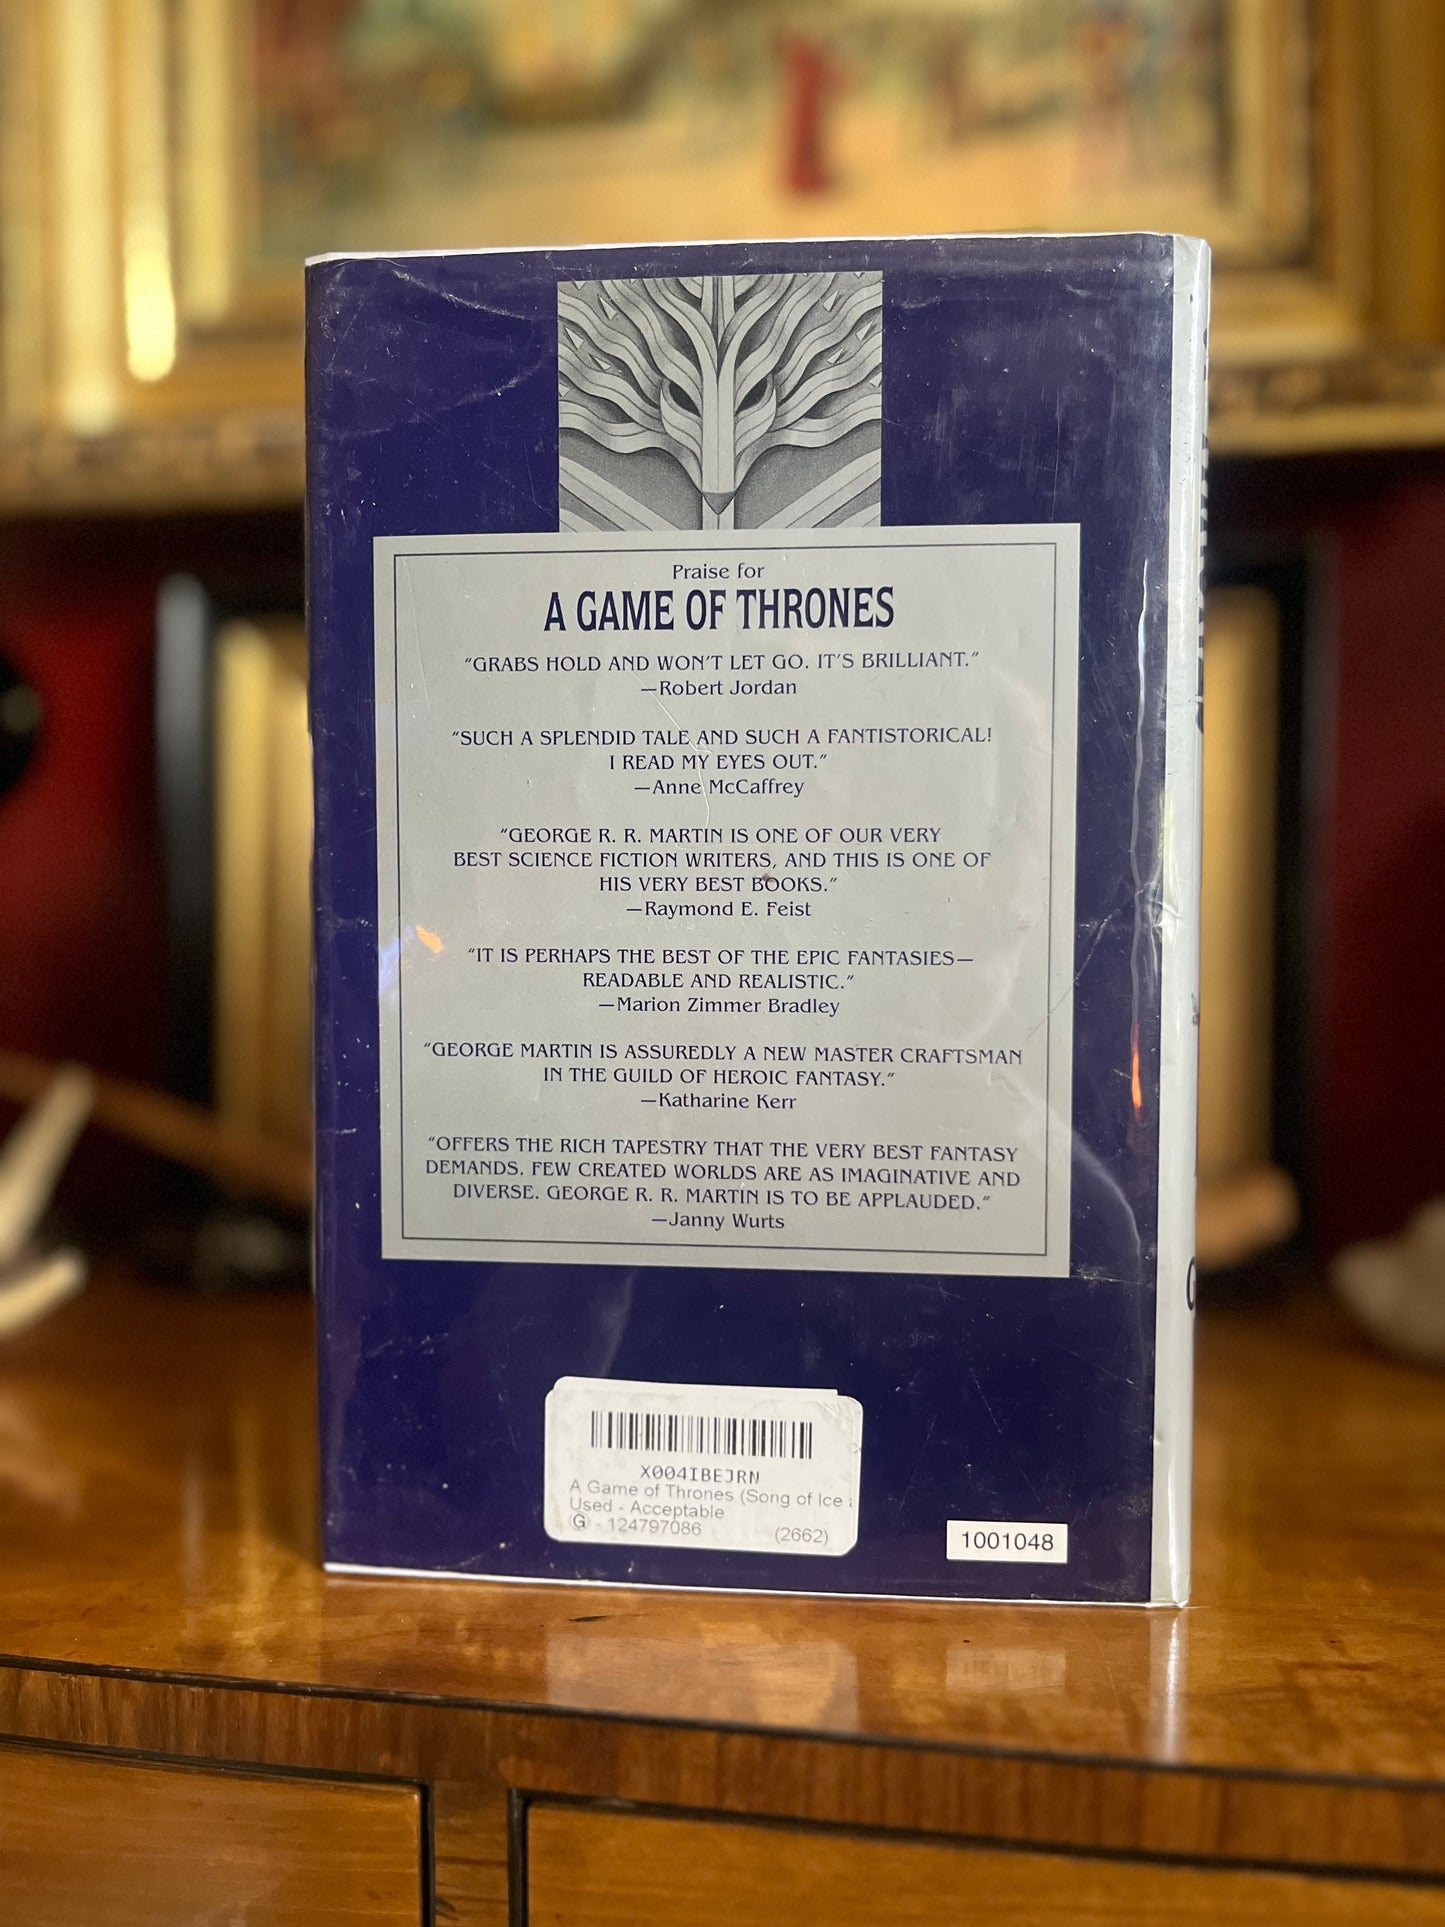 Praise for
A GAME OF THRONES
"GRABS HOLD AND WON'T LET GO. IT'S BRILLIANT."
—Robert Jordan
"SUCH A SPLENDID TALE AND SUCH A FANTISTORICAL!
I READ MY EYES OUT."
—Anne McCaffrey
"GEORGE R. R. MARTIN IS ONE OF OUR VERY
BEST SCIENCE FICTION WRITERS, AND THIS IS ONE OF
HIS VERY BEST BOOKS."
—Raymond E. Feist
"IT IS PERHAPS THE BEST OF THE EPIC FANTASIES—
READABLE AND REALISTIC."
—Marion Zimmer Bradley
"GEORGE MARTIN IS ASSUREDLY A NEW MASTER CRAFTSMAN
IN THE GUILD OF HEROIC FANTASY."
—Katharine Kerr
"OFFERS THE RICH TAPESTRY THAT THE VERY BEST FANTASY
DEMANDS. FEW CREATED WORLDS ARE AS IMAGINATIVE AND
DIVERSE. GEORGE R. R. MARTIN IS TO BE APPLAUDED."
—Janny Wurts
X004IBEJRN
A Game of Thrones (Song of Ice
Used - Acceptable
G - 124797086 (2662)
1001048